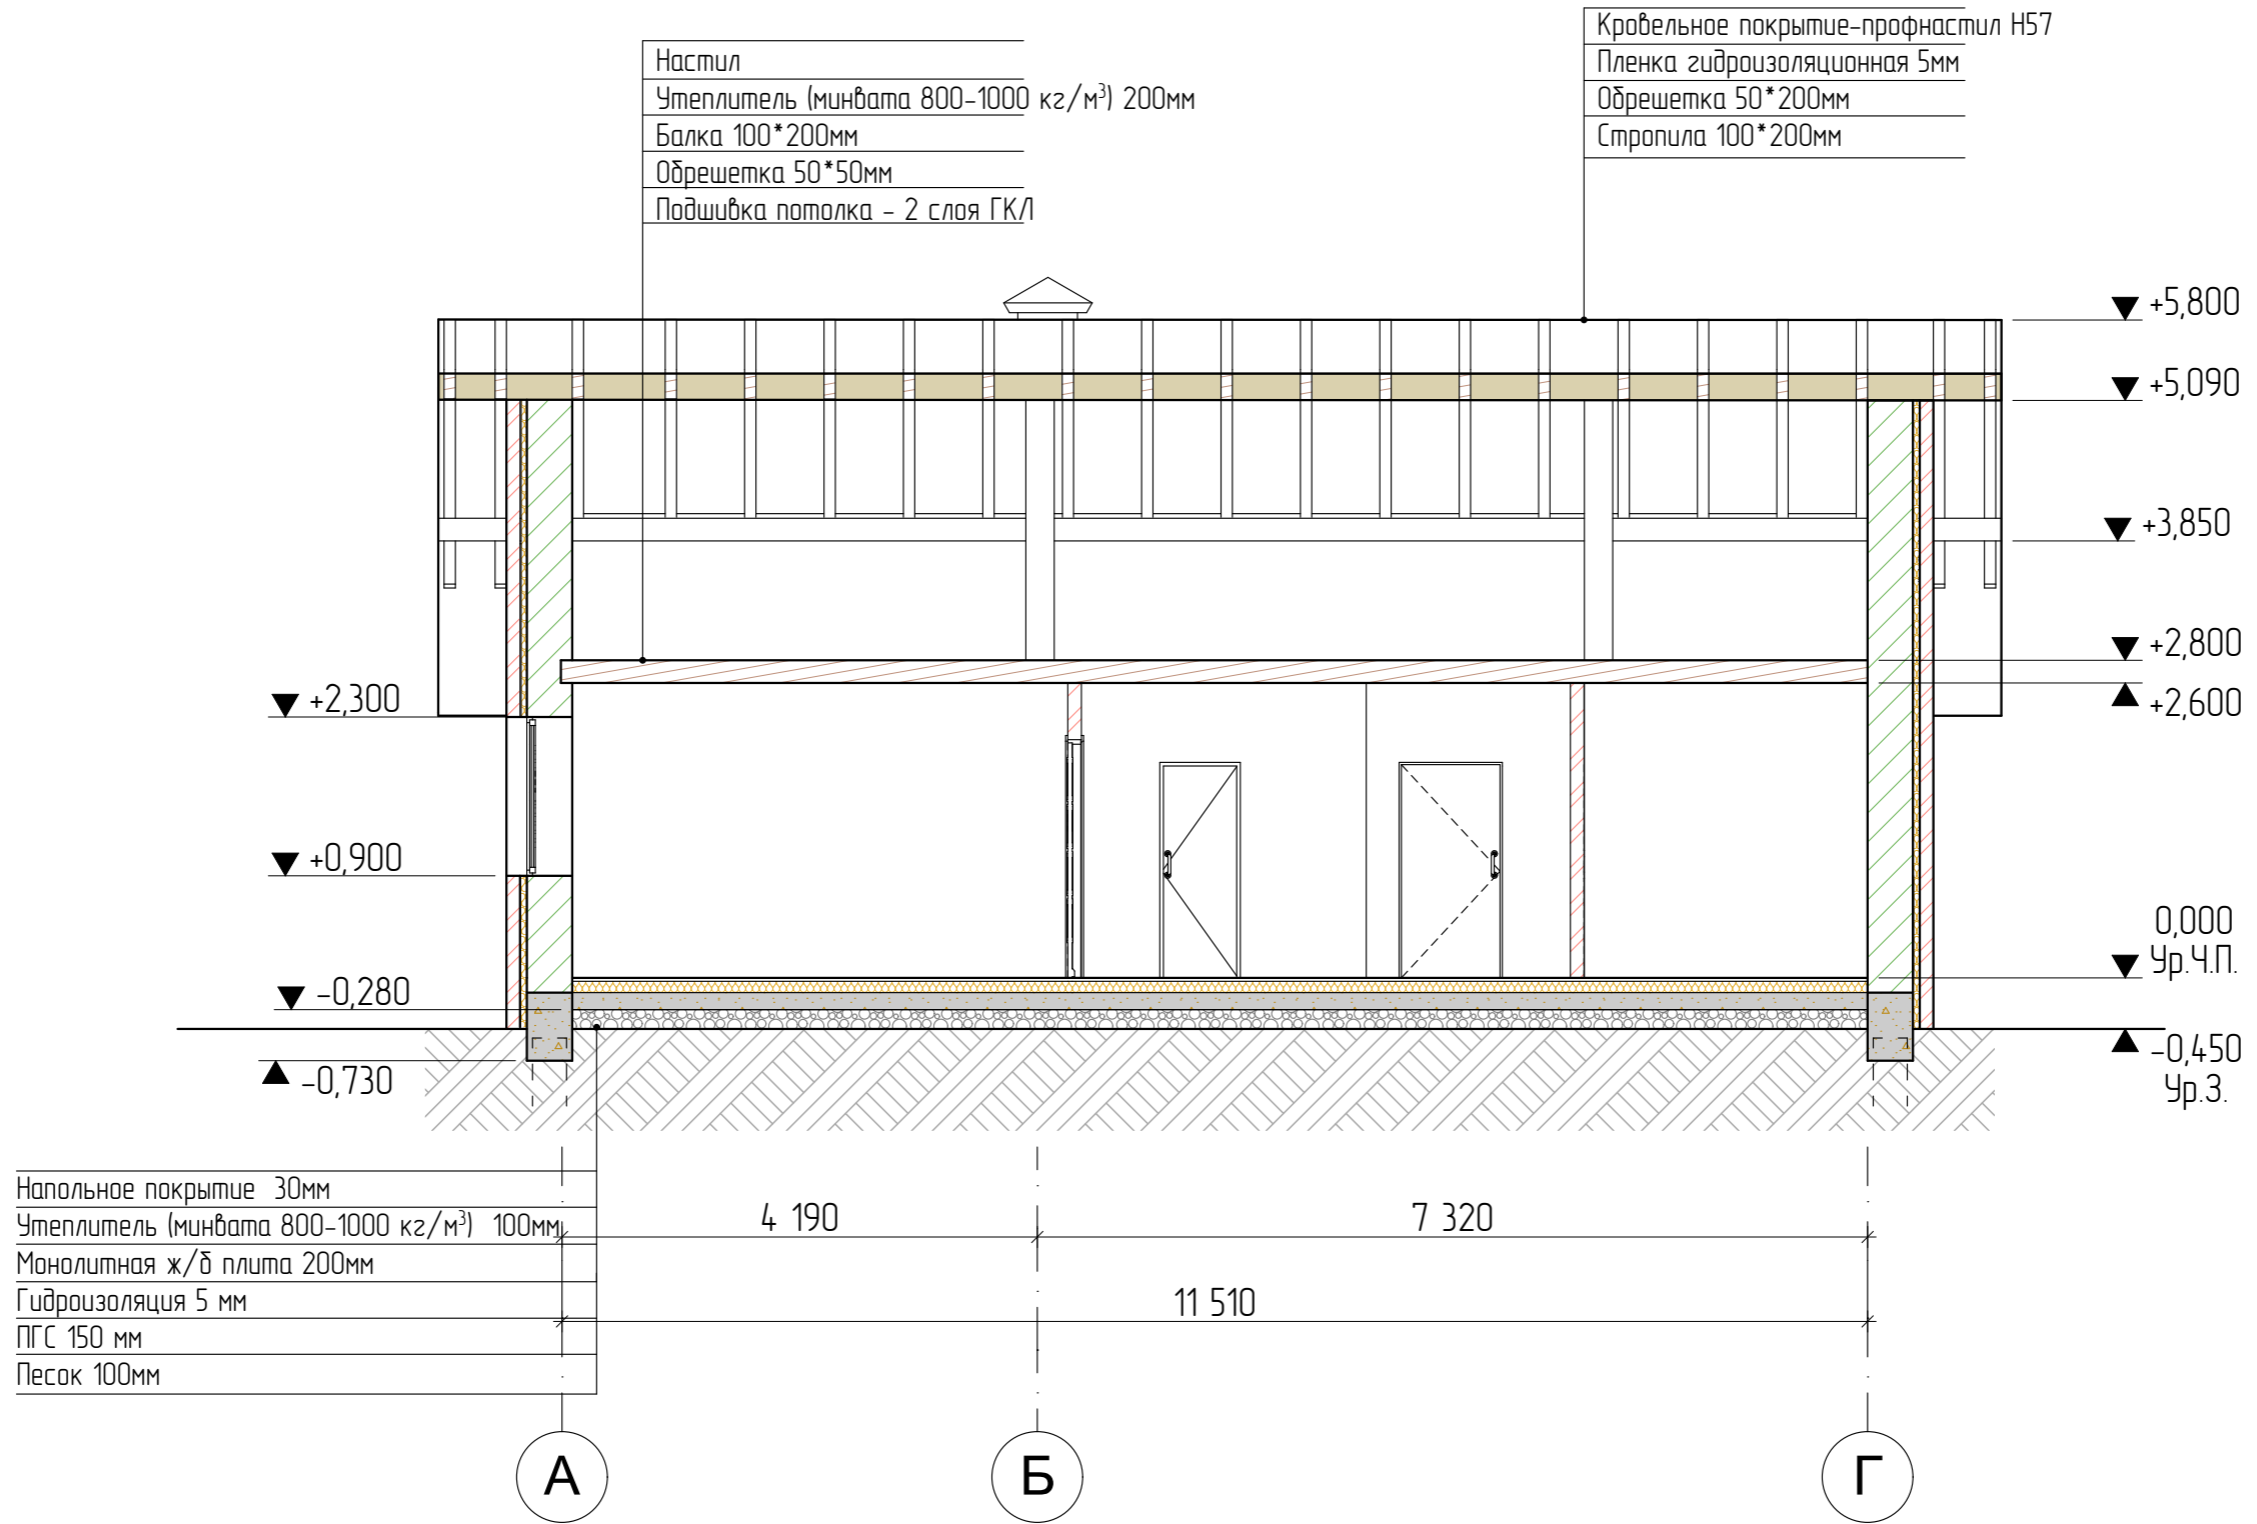 Кровельное покрытие-профнастил Н57
Пленка гидроизоляционная 5мм
Обрешетка 50*200мм
Стропила 100*200мм
Настил
Утеплитель (минвата 800-1000 кг/м³) 200мм
Балка 100*200мм
Обрешетка 50*50мм
Подшивка потолка - 2 слоя ГКЛ
+5,800
+5,090
+3,850
+2,800
+2,600
+2,300
+0,900
0,000
Ур.Ч.П.
-0,280
-0,450
Ур.З.
-0,730
Напольное покрытие 30мм
Утеплитель (минвата 800-1000 кг/м³) 100мм
Монолитная ж/б плита 200мм
Гидроизоляция 5 мм
ПГС 150 мм
Песок 100мм
4 190
7 320
11 510
А
Б
Г